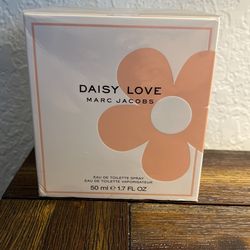 DAISY LOVE
MARC JACOBS
EAU DE TOILETTE SPRAY
EAU DE TOILETTE VAPORISATEUR
50 ml ℮ 1.7 FL OZ